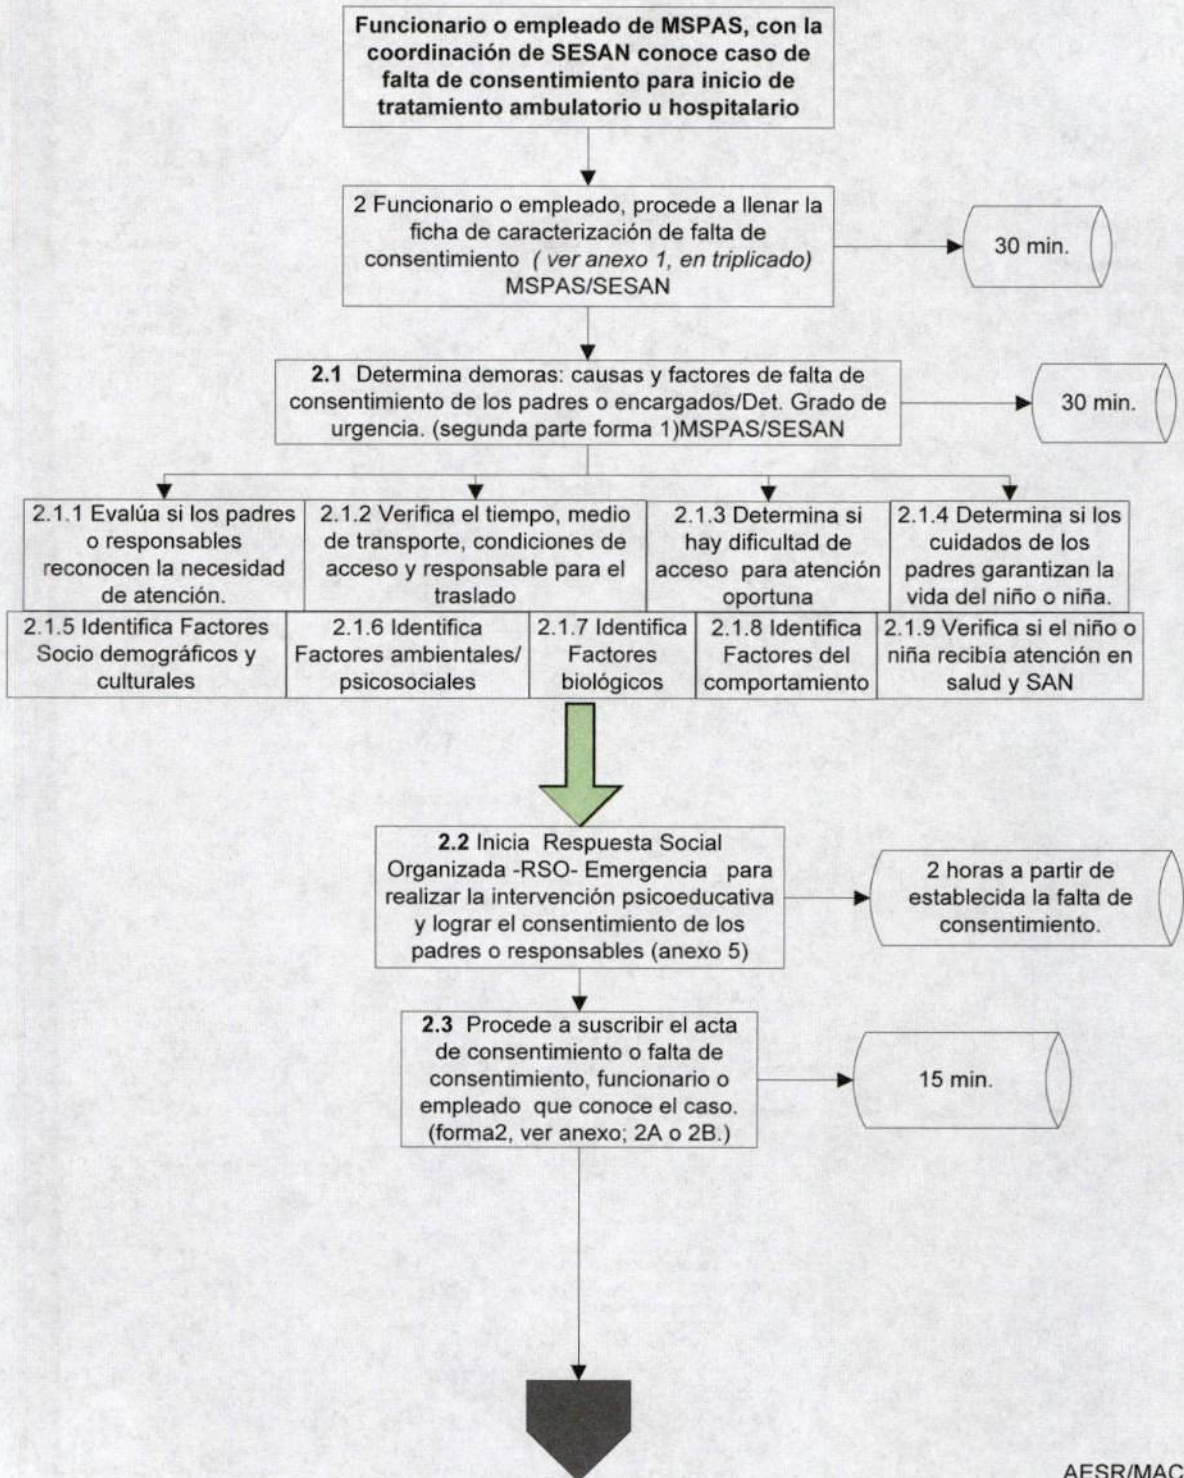 Funcionario o empleado de MSPAS, con la
coordinación de SESAN conoce caso de
falta de consentimiento para inicio de
tratamiento ambulatorio u hospitalario
2 Funcionario o empleado, procede a llenar la
ficha de caracterización de falta de
consentimiento ( ver anexo 1, en triplicado)
MSPAS/SESAN
30 min.
2.1 Determina demoras: causas y factores de falta de
consentimiento de los padres o encargados/Det. Grado de
urgencia. (segunda parte forma 1)MSPAS/SESAN
30 min.
2.1.1 Evalúa si los padres
o responsables
reconocen la necesidad
de atención.
2.1.2 Verifica el tiempo, medio
de transporte, condiciones de
acceso y responsable para el
traslado
2.1.3 Determina si
hay dificultad de
acceso para atención
oportuna
2.1.4 Determina si los
cuidados de los
padres garantizan la
vida del niño o niña.
2.1.5 Identifica Factores
Socio demográficos y
culturales
2.1.6 Identifica
Factores ambientales/
psicosociales
2.1.7 Identifica
Factores
biológicos
2.1.8 Identifica
Factores del
comportamiento
2.1.9 Verifica si el niño o
niña recibía atención en
salud y SAN
2.2 Inicia Respuesta Social
Organizada -RSO- Emergencia para
realizar la intervención psicoeducativa
y lograr el consentimiento de los
padres o responsables (anexo 5)
2 horas a partir de
establecida la falta de
consentimiento.
2.3 Procede a suscribir el acta
de consentimiento o falta de
consentimiento, funcionario o
empleado que conoce el caso.
(forma2, ver anexo; 2A o 2B.)
15 min.
AESR/MAC